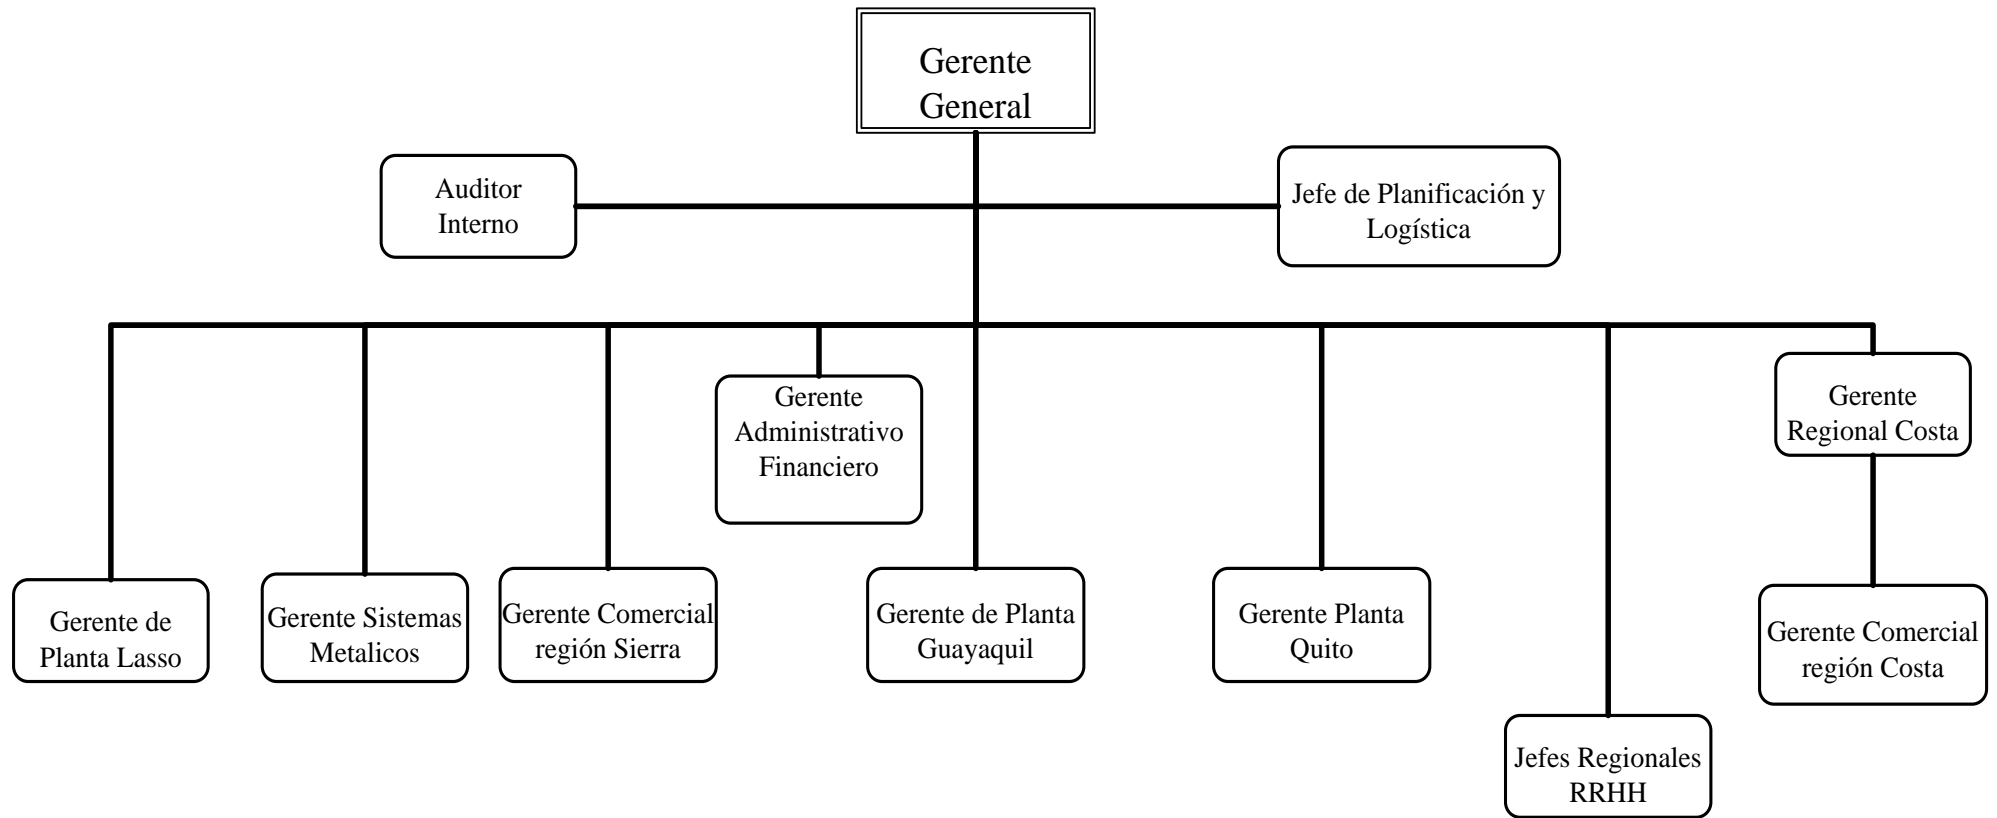 Gerente
General
Auditor
Interno
Jefe de Planificación y
Logística
Gerente
Administrativo
Financiero
Gerente
Regional Costa
Gerente de
Planta Lasso
Gerente Sistemas
Metalicos
Gerente Comercial
región Sierra
Gerente de Planta
Guayaquil
Gerente Planta
Quito
Gerente Comercial
región Costa
Jefes Regionales
RRHH